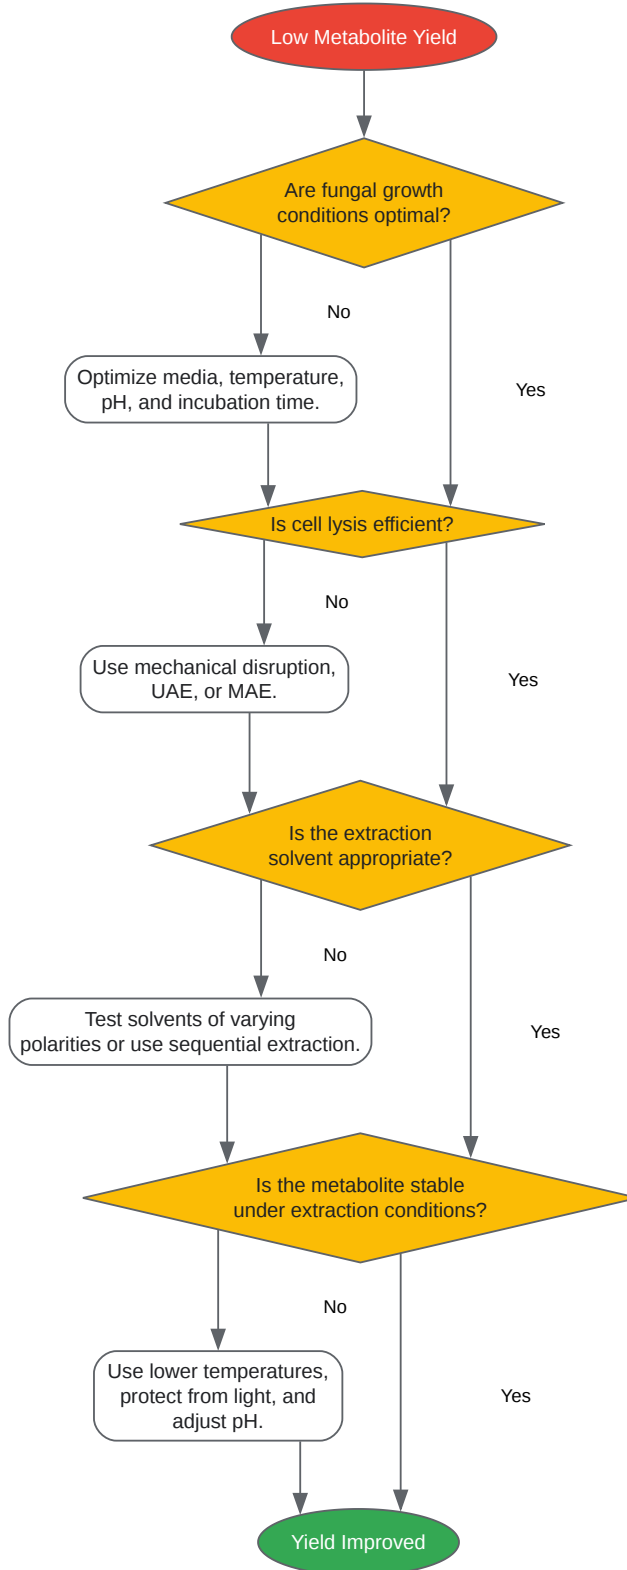 Low Metabolite Yield
Are fungal growth
conditions optimal?
No
Optimize media, temperature,
pH, and incubation time.
Yes
Is cell lysis efficient?
No
Use mechanical disruption,
UAE, or MAE.
Yes
Is the extraction
solvent appropriate?
No
Test solvents of varying
polarities or use sequential extraction.
Yes
Is the metabolite stable
under extraction conditions?
No
Use lower temperatures,
protect from light, and
adjust pH.
Yes
Yield Improved